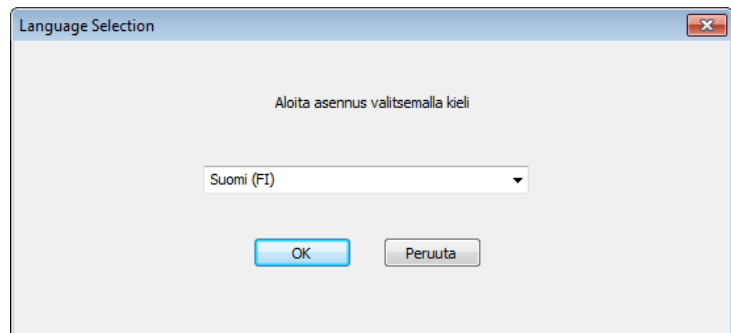 Language Selection
Aloita asennus valitsemalla kieli
Suomi (FI)
OK
Peruuta